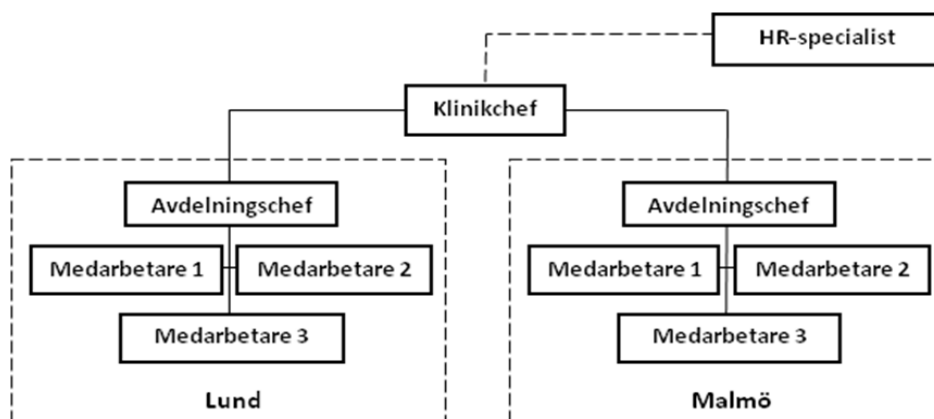 HR-specialist
Klinikchef
Avdelningschef
Medarbetare 1
Medarbetare 2
Medarbetare 3
Lund
Avdelningschef
Medarbetare 1
Medarbetare 2
Medarbetare 3
Malmö